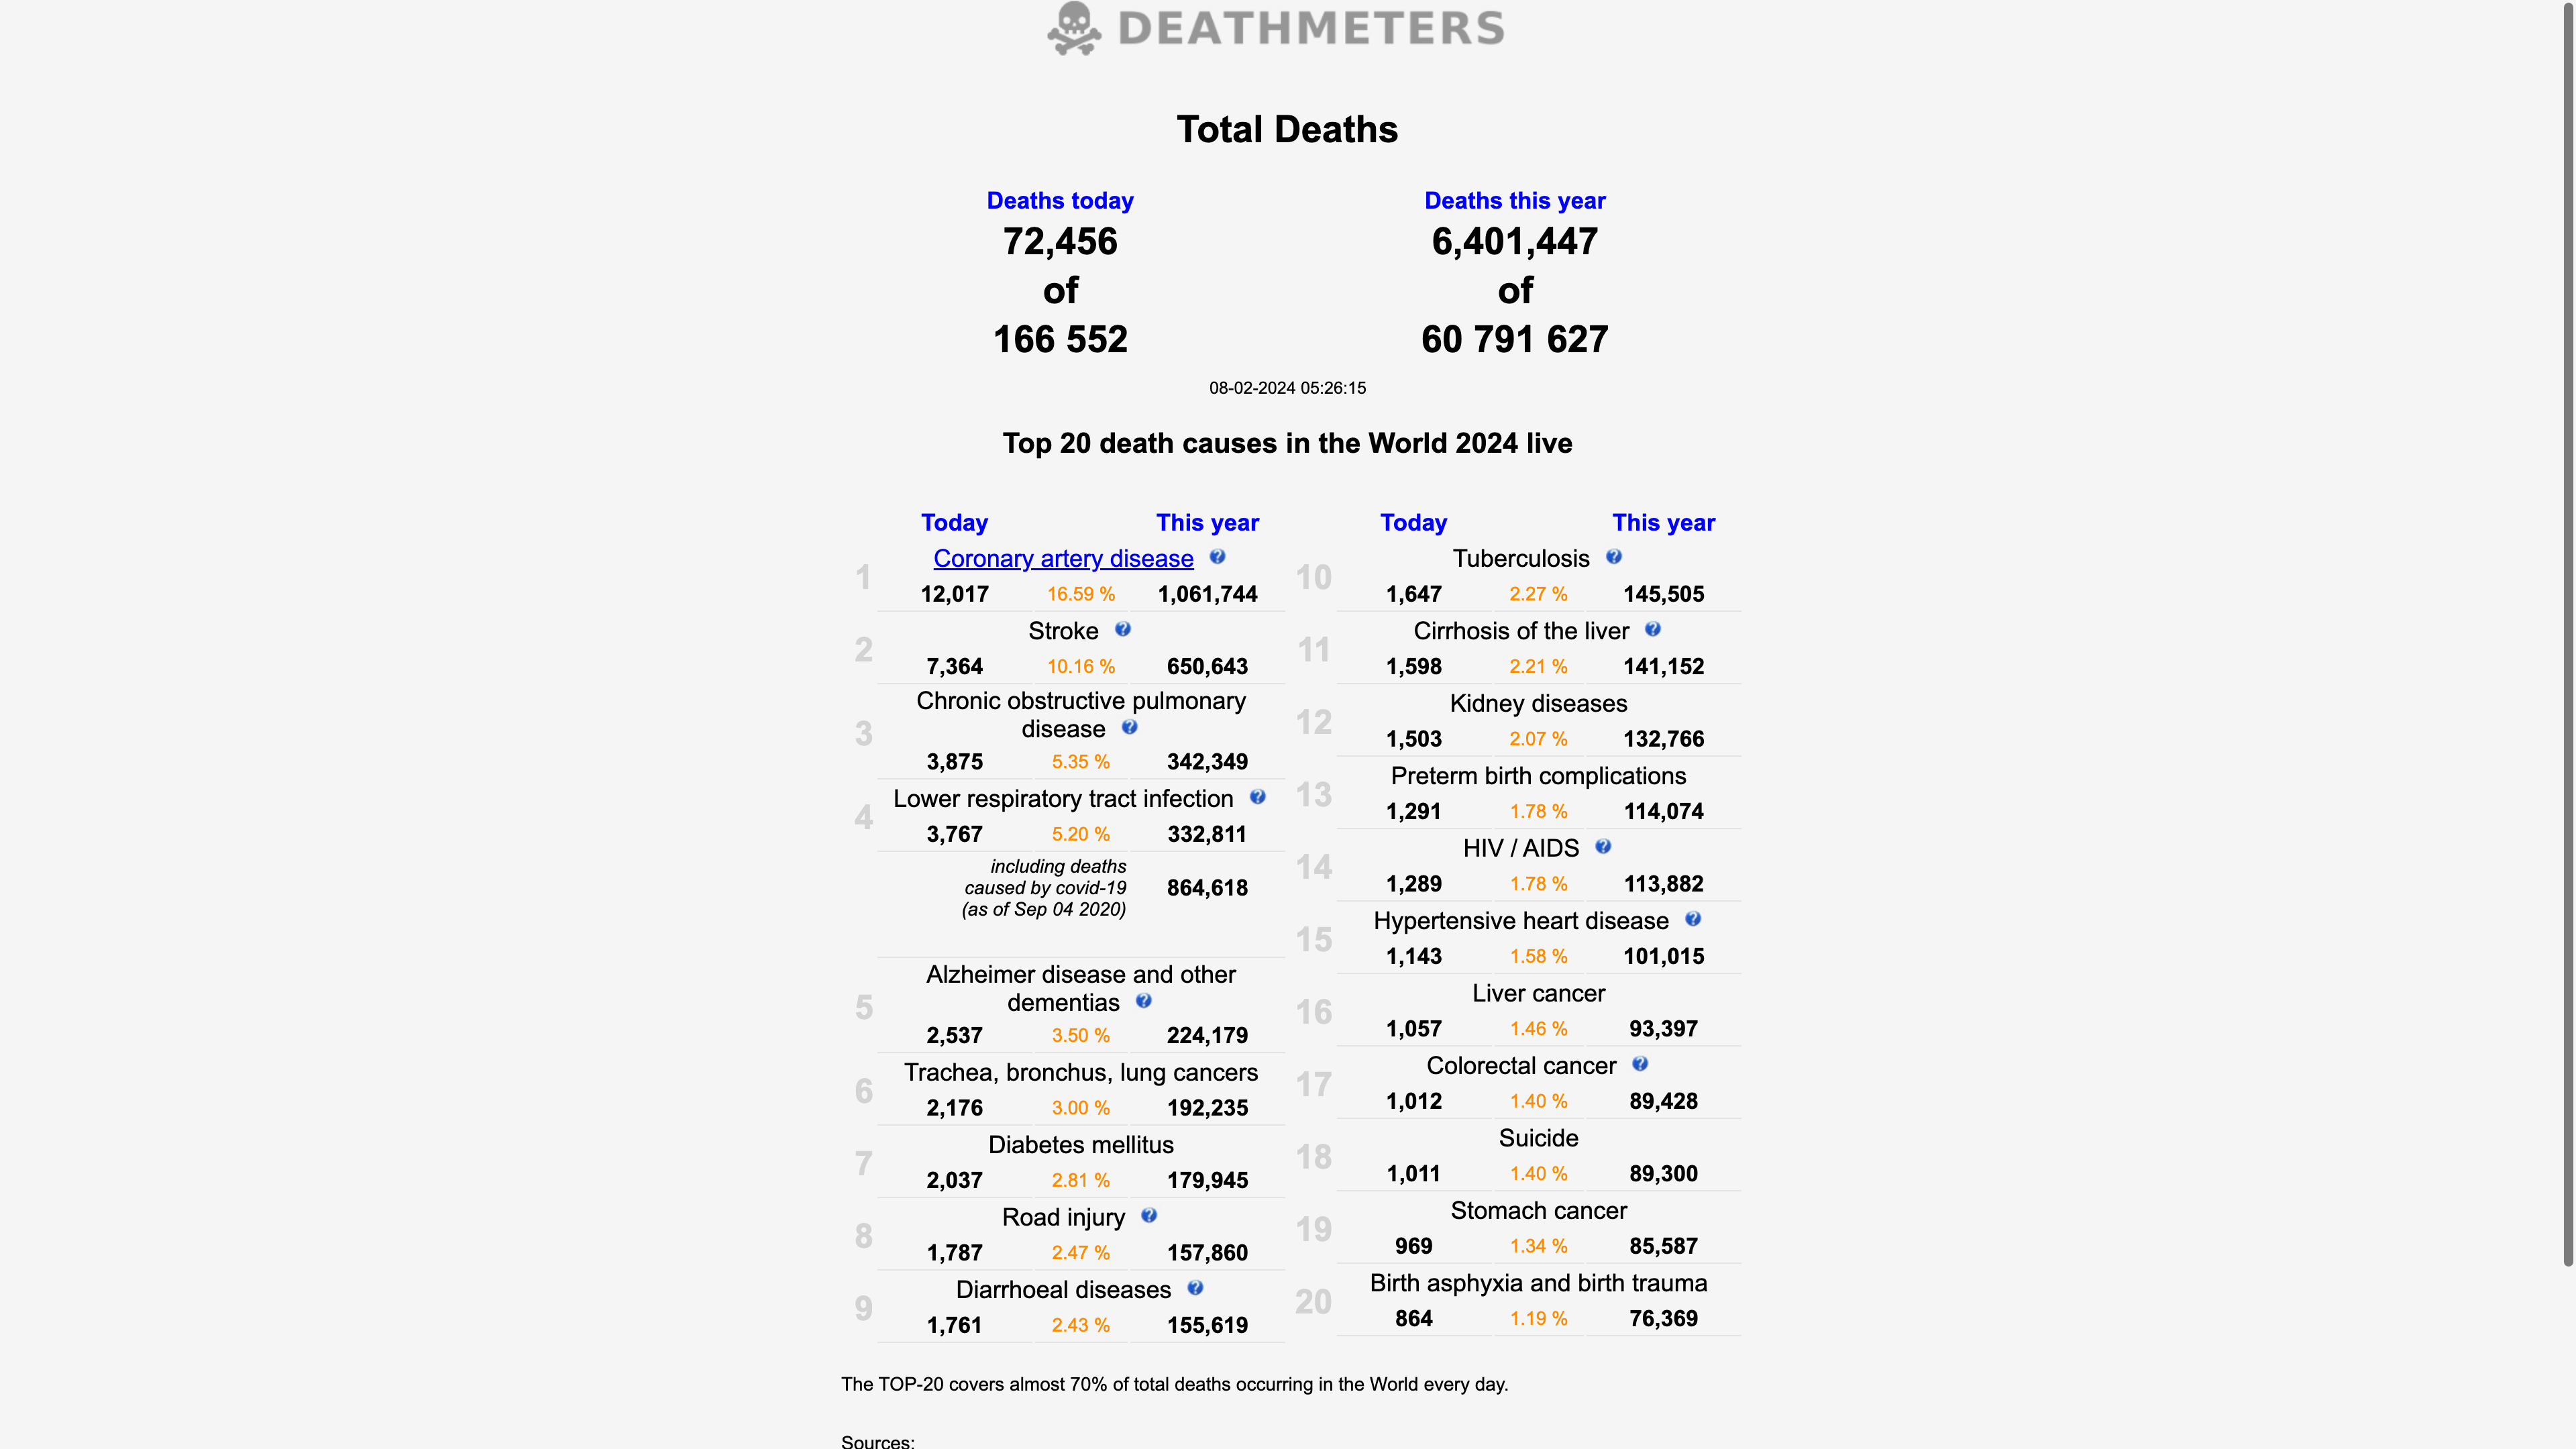 DEATHMETERS
Total Deaths
Deaths today
72,456
of
166 552
Deaths this year
6,401,447
of
60 791 627
08-02-2024 05:26:15
Top 20 death causes in the World 2024 live
Today This year
1
Coronary artery disease ?
12,017 16.59 % 1,061,744
2
Stroke ?
7,364 10.16 % 650,643
3
Chronic obstructive pulmonary
disease ?
3,875 5.35 % 342,349
4
Lower respiratory tract infection ?
3,767 5.20 % 332,811
including deaths
caused by covid-19
(as of Sep 04 2020)
864,618
5
Alzheimer disease and other
dementias ?
2,537 3.50 % 224,179
6
Trachea, bronchus, lung cancers
2,176 3.00 % 192,235
7
Diabetes mellitus
2,037 2.81 % 179,945
8
Road injury ?
1,787 2.47 % 157,860
9
Diarrhoeal diseases ?
1,761 2.43 % 155,619
Today This year
10
Tuberculosis ?
1,647 2.27 % 145,505
11
Cirrhosis of the liver ?
1,598 2.21 % 141,152
12
Kidney diseases
1,503 2.07 % 132,766
13
Preterm birth complications
1,291 1.78 % 114,074
14
HIV / AIDS ?
1,289 1.78 % 113,882
15
Hypertensive heart disease ?
1,143 1.58 % 101,015
16
Liver cancer
1,057 1.46 % 93,397
17
Colorectal cancer ?
1,012 1.40 % 89,428
18
Suicide
1,011 1.40 % 89,300
19
Stomach cancer
969 1.34 % 85,587
20
Birth asphyxia and birth trauma
864 1.19 % 76,369
The TOP-20 covers almost 70% of total deaths occurring in the World every day.
Sources: